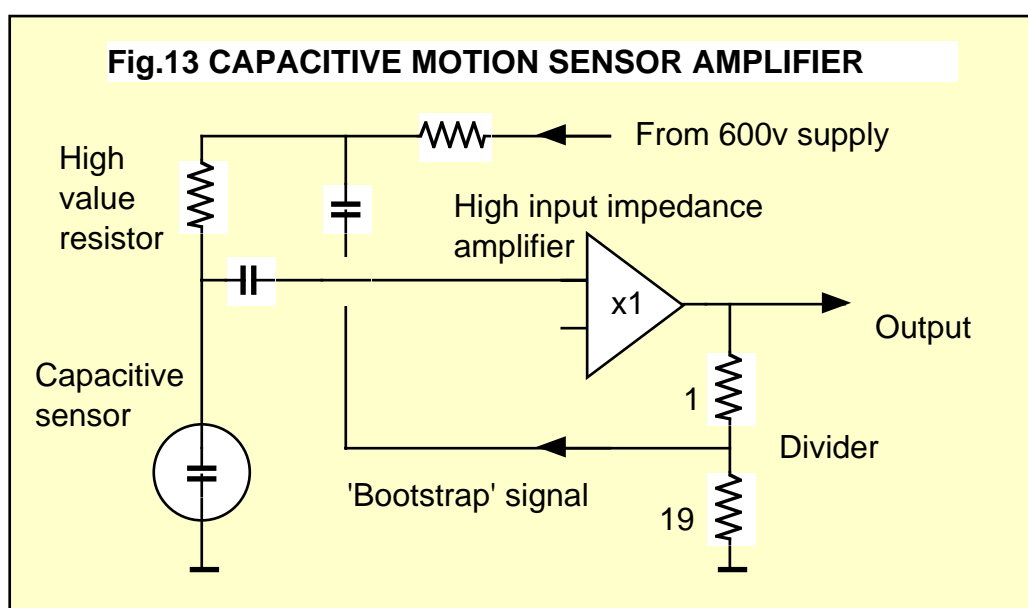 Fig.13 CAPACITIVE MOTION SENSOR AMPLIFIER
From 600v supply
High
value
resistor
High input impedance
amplifier
x1
Output
Capacitive
sensor
1
Divider
'Bootstrap' signal
19